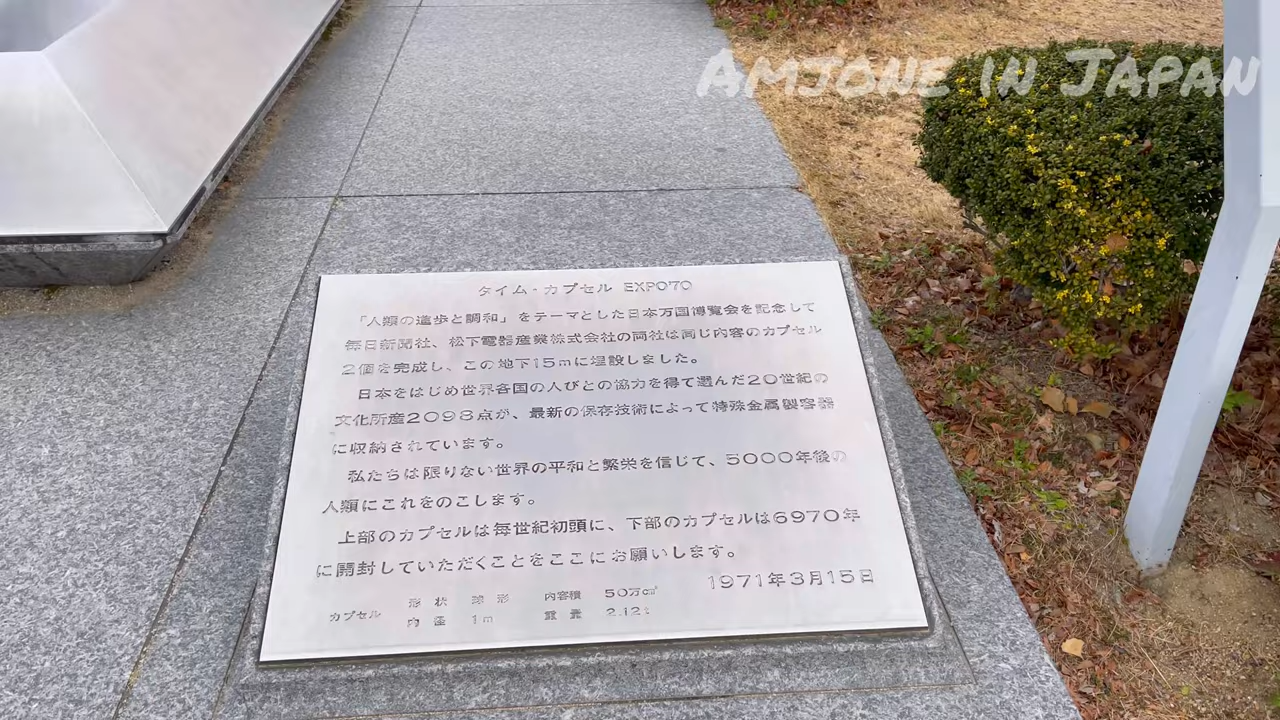 AMJONE IN JAPAN
タイム・カプセル EXPO'70
「人類の進歩と調和」をテーマとした日本万国博覧会を記念して
毎日新聞社、松下電器産業株式会社の両社は同じ内容のカプセル
2個を完成し、この地下15mに埋設しました。
日本をはじめ世界各国の人びとの協力を得て選んだ20世紀の
文化所産2098点が、最新の保存技術によって特殊金属製容器
に収納されています。
私たちは限りない世界の平和と繁栄を信じて、5000年後の
人類にこれをのこします。
上部のカプセルは毎世紀初頭に、下部のカプセルは6970年
に開封していただくことをここにお願いします。
1971年3月15日
カプセル 形状 球形 内容積 50万c㎥
内径 1m 重量 2.12t